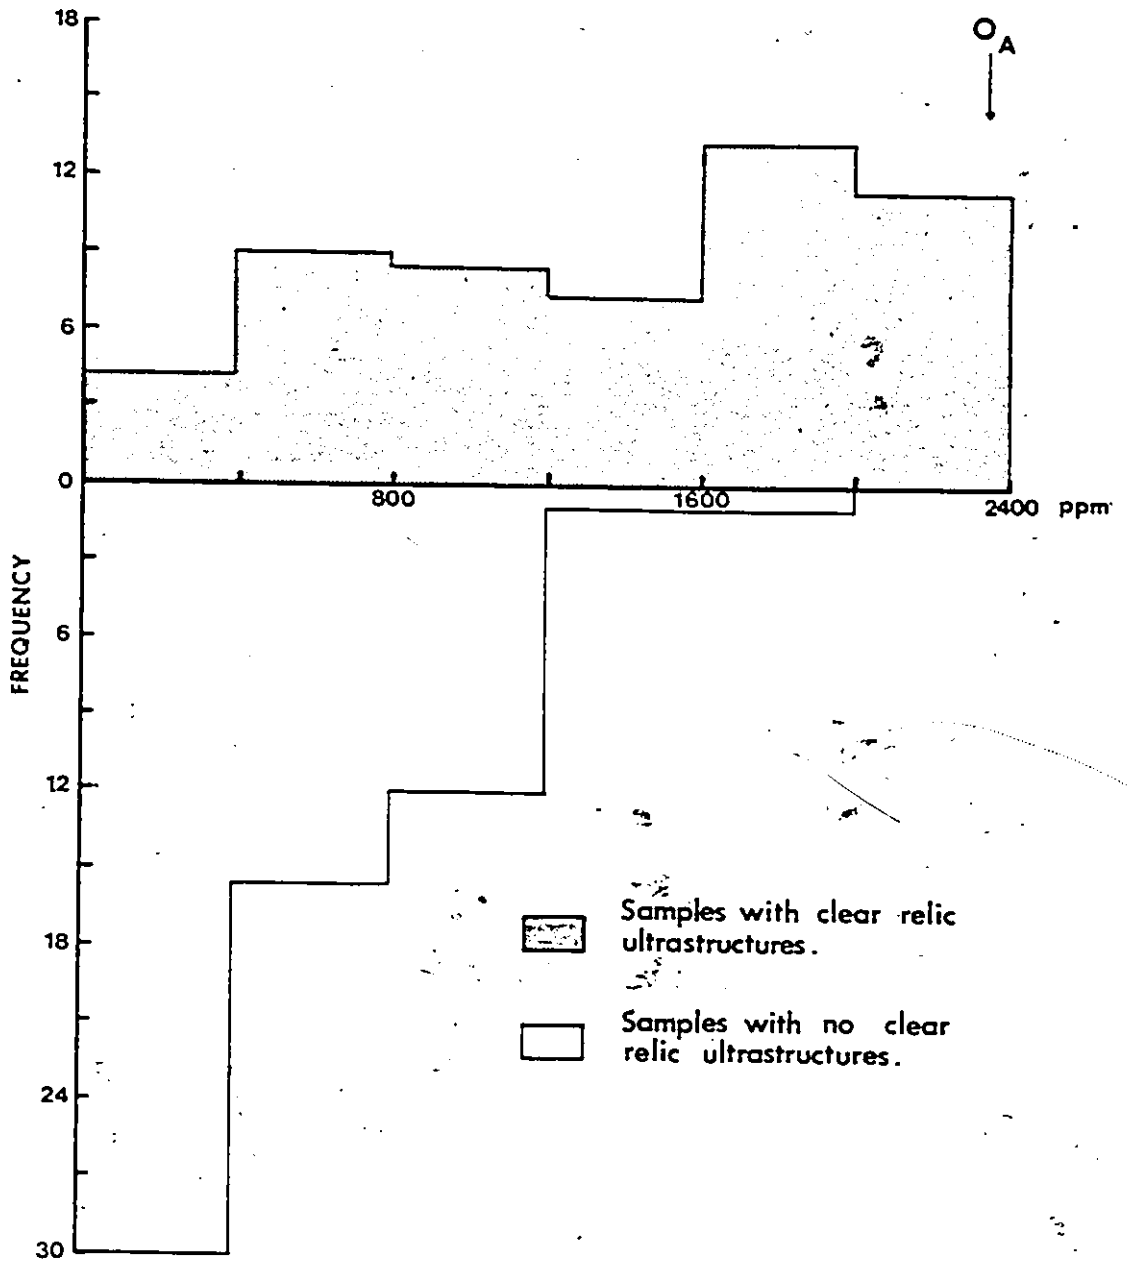 18
O A
12
6
0
800
1600
2400 ppm
FREQUENCY
6
12
18
24
30
Samples with clear relic
ultrastructures.
Samples with no clear
relic ultrastructures.